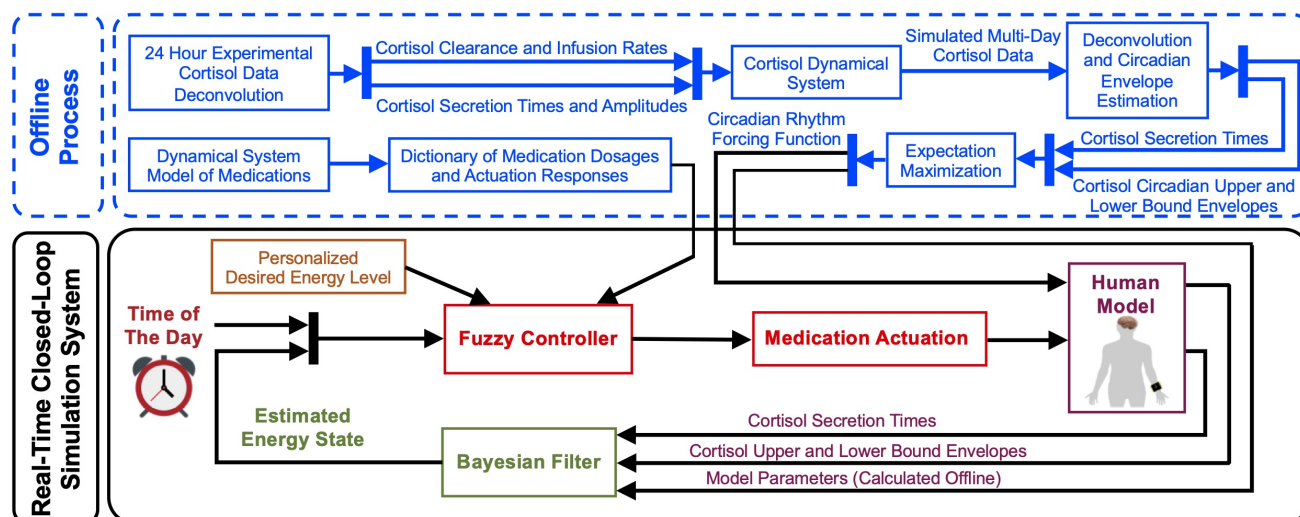 Offline
Process
24 Hour Experimental
Cortisol Data
Deconvolution
Cortisol Clearance and Infusion Rates
Cortisol Secretion Times and Amplitudes
Cortisol Dynamical
System
Simulated Multi-Day
Cortisol Data
Deconvolution
and Circadian
Envelope
Estimation
Dynamical System
Model of Medications
Dictionary of Medication Dosages
and Actuation Responses
Circadian Rhythm
Forcing Function
Expectation
Maximization
Cortisol Secretion Times
Cortisol Circadian Upper and
Lower Bound Envelopes
Real-Time Closed-Loop
Simulation System
Personalized
Desired Energy Level
Time of
The Day
Fuzzy Controller
Medication Actuation
Human
Model
Estimated
Energy State
Bayesian Filter
Cortisol Secretion Times
Cortisol Upper and Lower Bound Envelopes
Model Parameters (Calculated Offline)